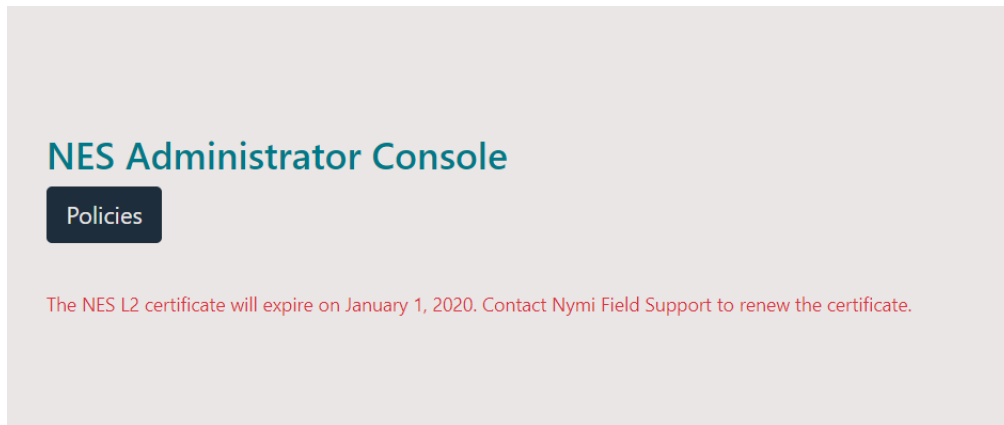 NES Administrator Console
Policies
The NES L2 certificate will expire on January 1, 2020. Contact Nymi Field Support to renew the certificate.